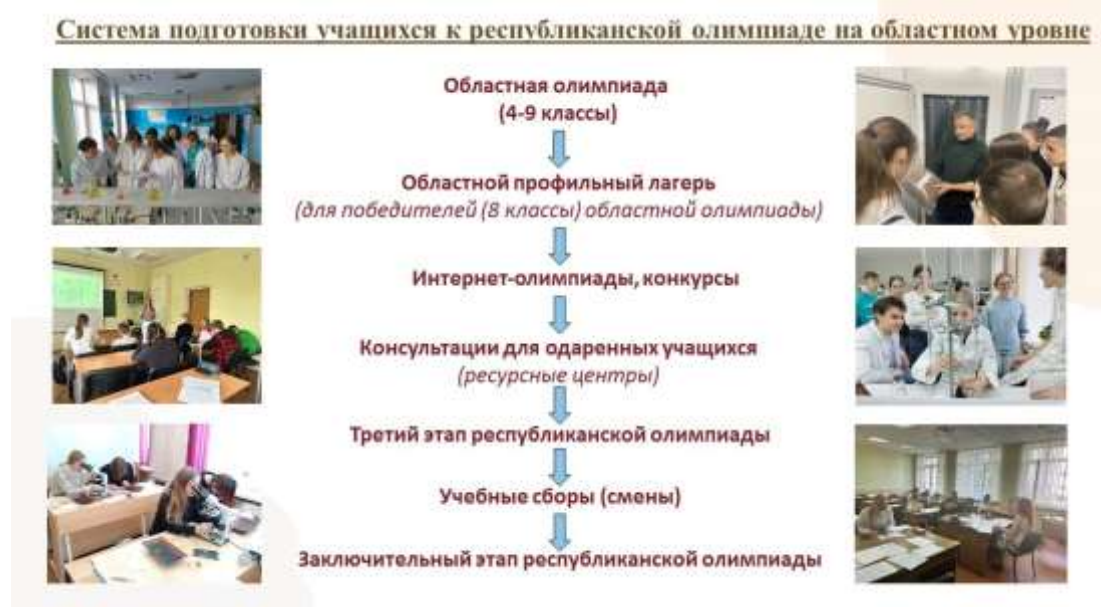 Система подготовки учащихся к республиканской олимпиаде на областном уровне
Областная олимпиада
(4-9 классы)
Областной профильный лагерь
(для победителей (8 классы) областной олимпиады)
Интернет-олимпиады, конкурсы
Консультации для одаренных учащихся
(ресурсные центры)
Третий этап республиканской олимпиады
Учебные сборы (смены)
Заключительный этап республиканской олимпиады